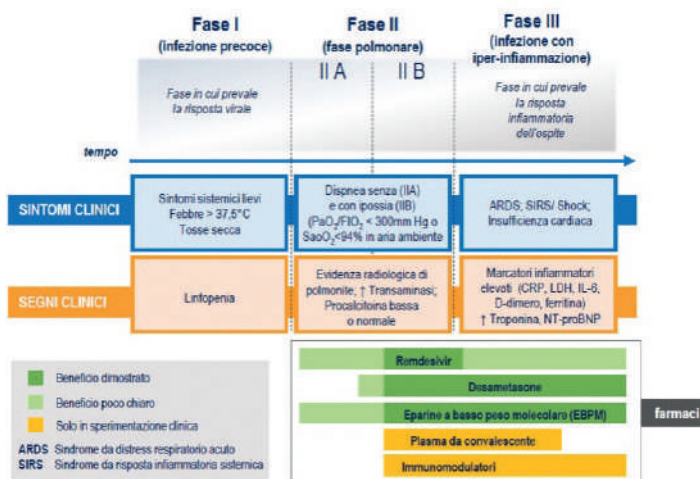 Fase I
(infezione precoce)
Fase II
(fase polmonare)
Fase III
(infezione con
iper-infiammazione)
II A
II B
Fase in cui prevale
la risposta virale
Fase in cui prevale
la risposta
infiammatoria
dell'ospite
tempo
SINTOMI CLINICI
Sintomi sistemici lievi
Febbre > 37,5°C
Tosse secca
Dispnea senza (IIA)
e con ipossia (IIB)
(PaO2/FIO2 < 300mm Hg o
SaoO2<94% in aria ambiente
ARDS; SIRS/ Shock;
Insufficienza cardiaca
SEGNI CLINICI
Linfopenia
Evidenza radiologica di
polmonite; ↑ Transaminasi;
Procalcitoina bassa
o normale
Marcatori infiammatori
elevati (CRP, LDH, IL-6,
D-dimero, ferritina)
↑ Troponina, NT-proBNP
Beneficio dimostrato
Beneficio poco chiaro
Solo in sperimentazione clinica
ARDS Sindrome da distress respiratorio acuto
SIRS Sindrome da risposta infiammatoria sistemica
Remdesivir
Desametasone
Eparine a basso peso molecolare (EBPM)
Plasma da convalescente
Immunomodulatori
farmaci